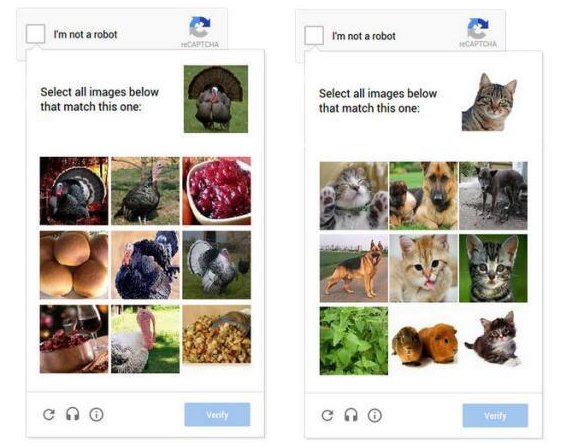 I'm not a robot
reCAPTCHA
Select all images below
that match this one:
Verify
I'm not a robot
reCAPTCHA
Select all images below
that match this one:
Verify